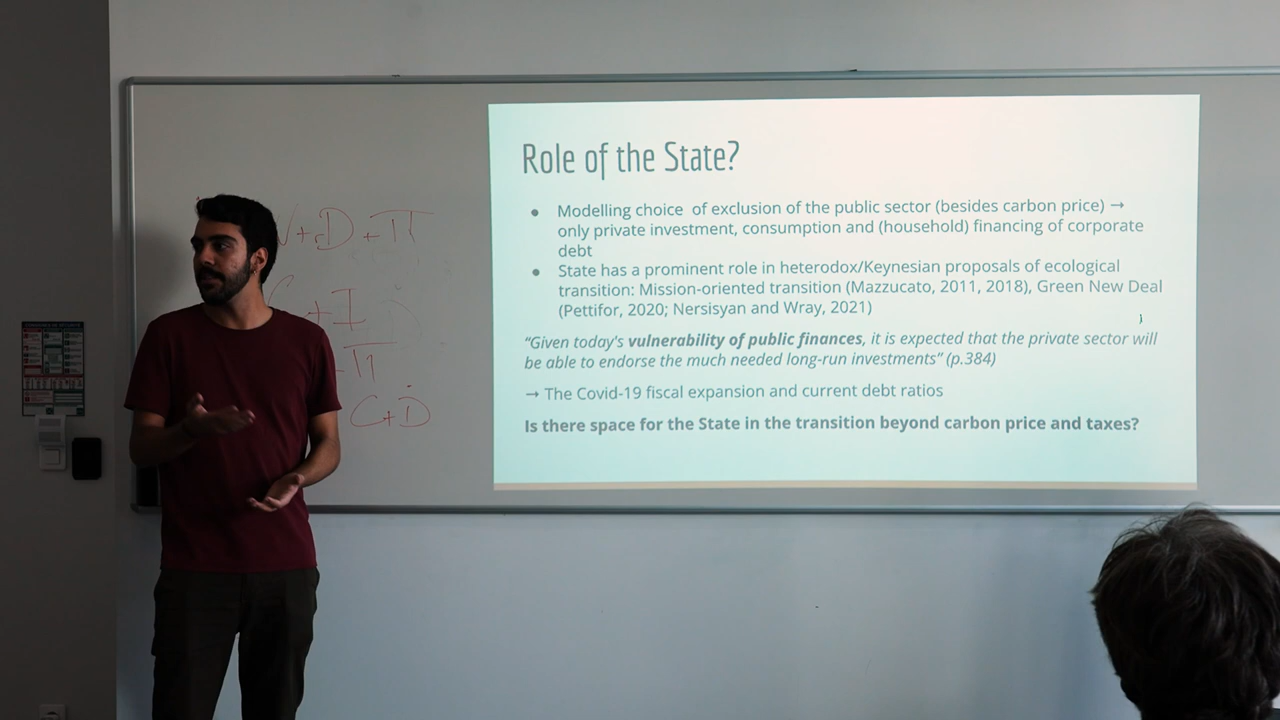 Role of the State?
● Modelling choice of exclusion of the public sector (besides carbon price) →
only private investment, consumption and (household) financing of corporate
debt
● State has a prominent role in heterodox/Keynesian proposals of ecological
transition: Mission-oriented transition (Mazzucato, 2011, 2018), Green New Deal
(Pettifor, 2020; Nersisyan and Wray, 2021)
“Given today's vulnerability of public finances, it is expected that the private sector will
be able to endorse the much needed long-run investments” (p.384)
→ The Covid-19 fiscal expansion and current debt ratios
Is there space for the State in the transition beyond carbon price and taxes?
+ I
C+Ḋ